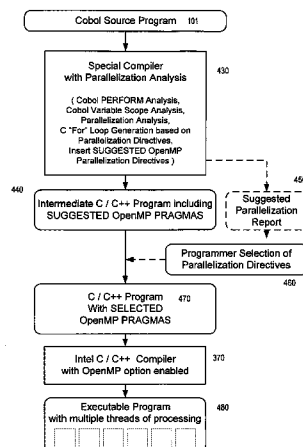 Cobol Source Program 101
Special Compiler
with Parallelization Analysis
430
( Cobol PERFORM Analysis,
Cobol Variable Scope Analysis,
Parallelization Analysis,
C "For" Loop Generation based on
Parallelization Directives,
Insert SUGGESTED OpenMP
Parallelization Directives )
440
450
Intermediate C / C++ Program including
SUGGESTED OpenMP PRAGMAS
Suggested
Parallelization
Report
Programmer Selection of
Parallelization Directives
460
C / C++ Program
With SELECTED
OpenMP PRAGMAS
470
Intel C / C++ Compiler
with OpenMP option enabled
370
Executable Program
with multiple threads of processing
480